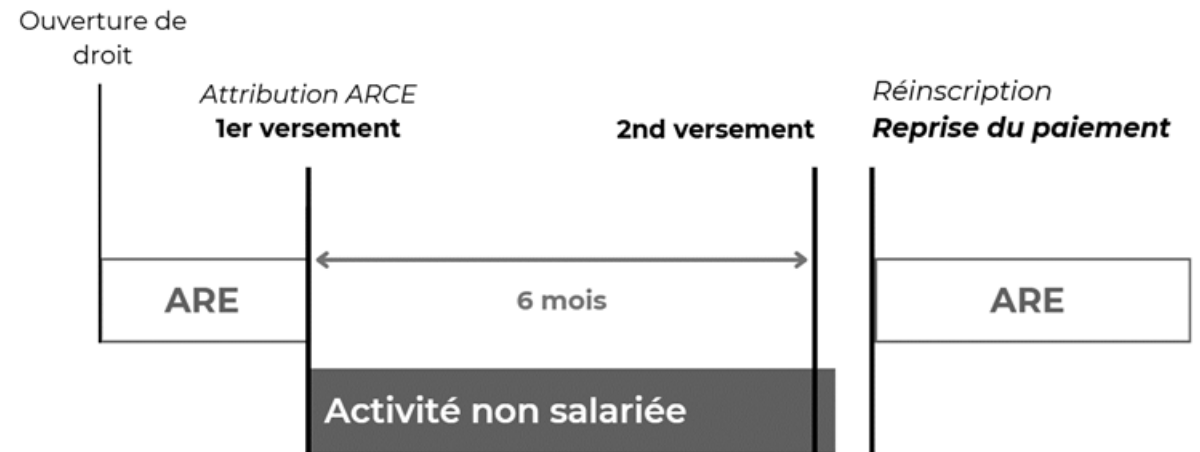 Ouverture de
droit
Attribution ARCE
1er versement
2nd versement
Réinscription
Reprise du paiement
ARE
6 mois
ARE
Activité non salariée